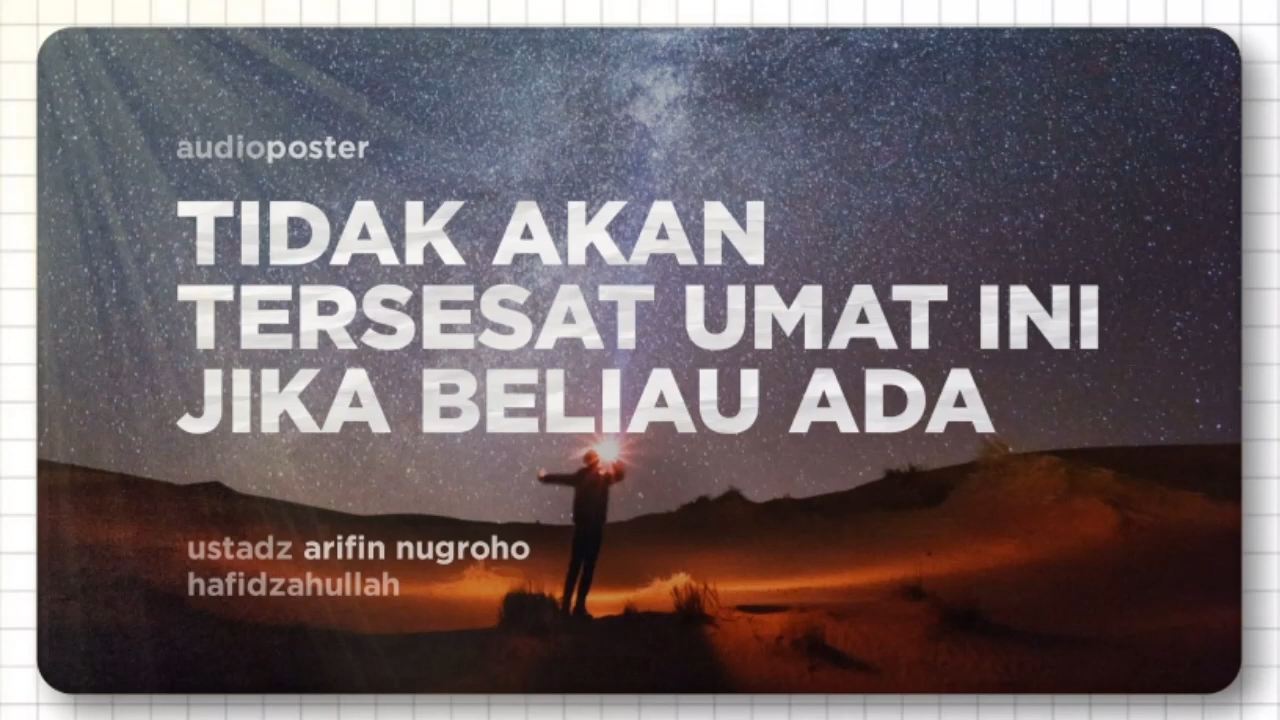 audioposter
TIDAK AKAN
TERSESAT UMAT INI
JIKA BELIAU ADA
ustadz arifin nugroho
hafidzahullah